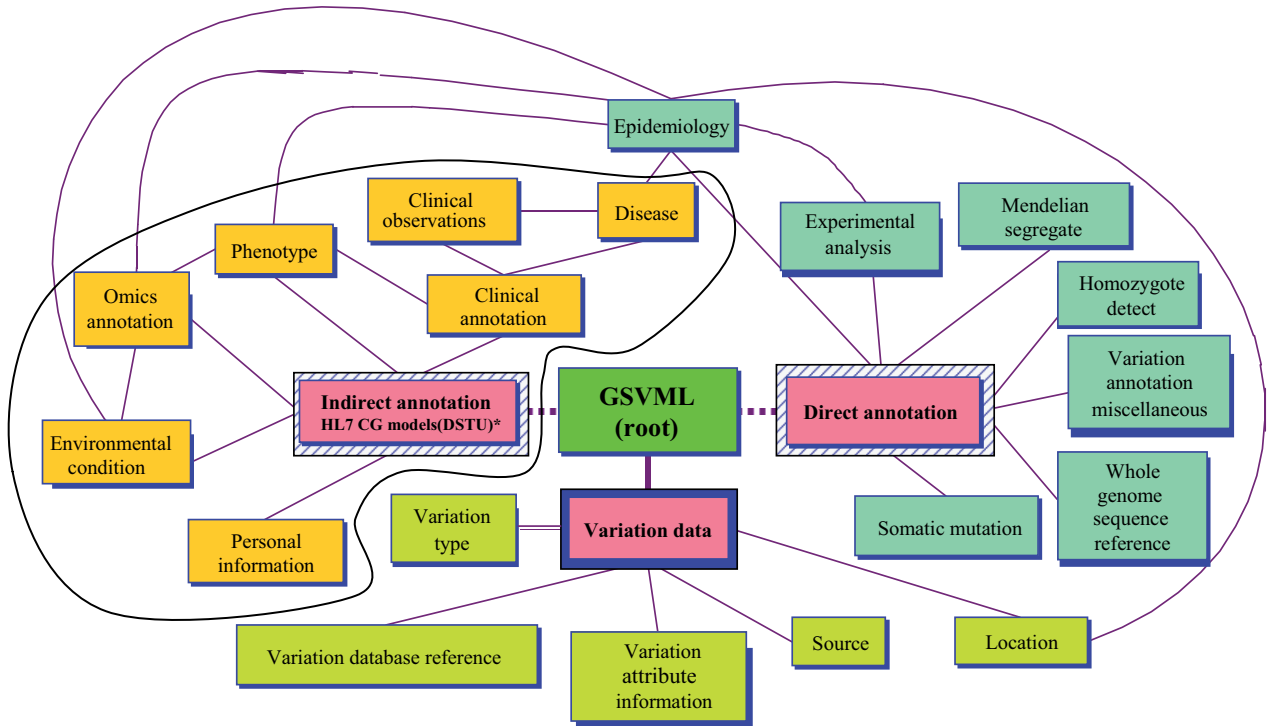 Epidemiology
Clinical
observations
Disease
Mendelian
segregate
Experimental
analysis
Phenotype
Omics
annotation
Clinical
annotation
Homozygote
detect
Variation
annotation
miscellaneous
Indirect annotation
HL7 CG models(DSTU)*
GSVML
(root)
Direct annotation
Environmental
condition
Whole
genome
sequence
reference
Variation
type
Variation data
Somatic mutation
Personal
information
Variation database reference
Variation
attribute
information
Source
Location